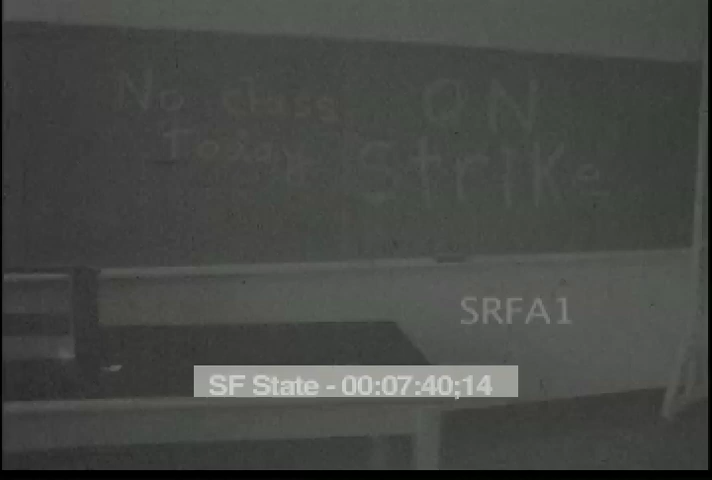 No class
Today
ON
Strike
SRFA1
SF State - 00:07:40;14